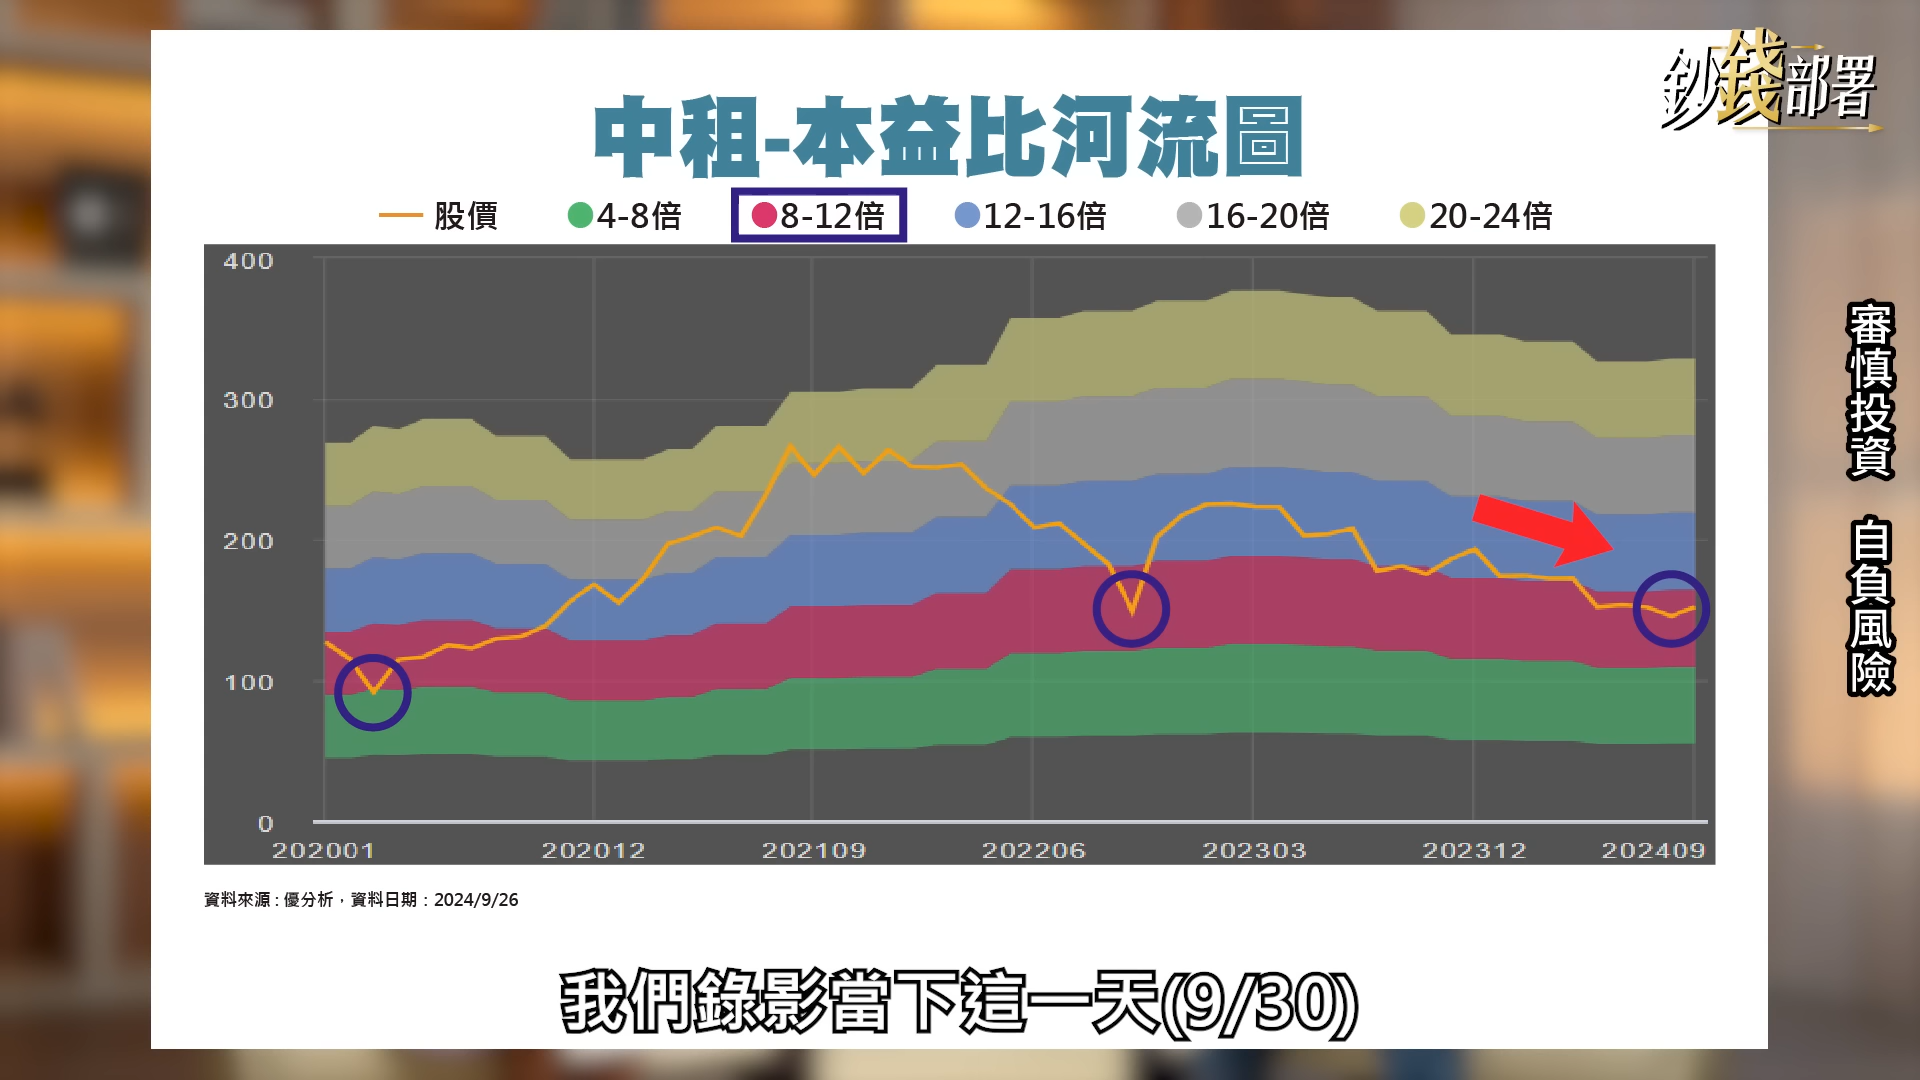 鈔錢部署
中租-本益比河流圖
股價 4-8倍 8-12倍 12-16倍 16-20倍 20-24倍
400
300
200
100
0
202001 202012 202109 202206 202303 202312 202409
資料來源:優分析,資料日期:2024/9/26
審慎投資 自負風險
我們錄影當下這一天(9/30)